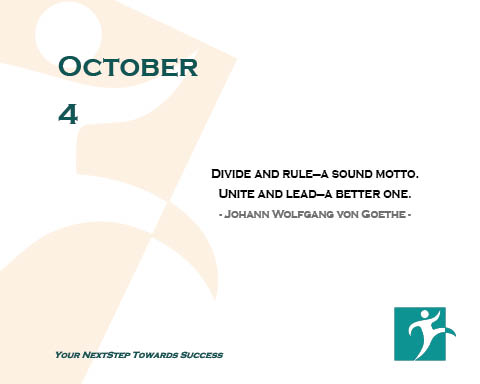 October
4
Divide and rule—a sound motto.
Unite and lead—a better one.
- Johann Wolfgang von Goethe -
Your NextStep Towards Success